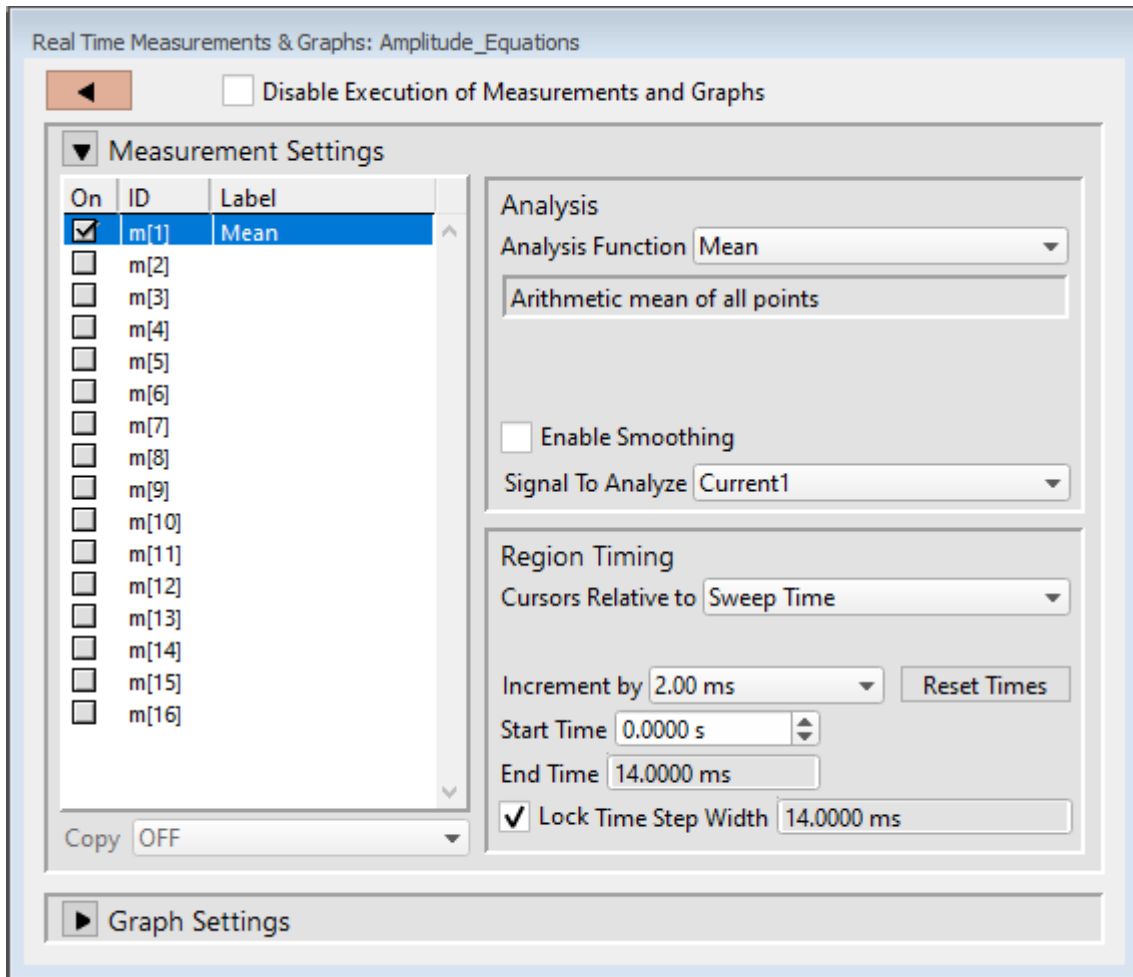 Real Time Measurements & Graphs: Amplitude_Equations
Disable Execution of Measurements and Graphs
Measurement Settings
On ID Label
m[1] Mean
m[2]
m[3]
m[4]
m[5]
m[6]
m[7]
m[8]
m[9]
m[10]
m[11]
m[12]
m[13]
m[14]
m[15]
m[16]
Copy OFF
Analysis
Analysis Function Mean
Arithmetic mean of all points
Enable Smoothing
Signal To Analyze Current1
Region Timing
Cursors Relative to Sweep Time
Increment by 2.00 ms Reset Times
Start Time 0.0000 s
End Time 14.0000 ms
Lock Time Step Width 14.0000 ms
Graph Settings